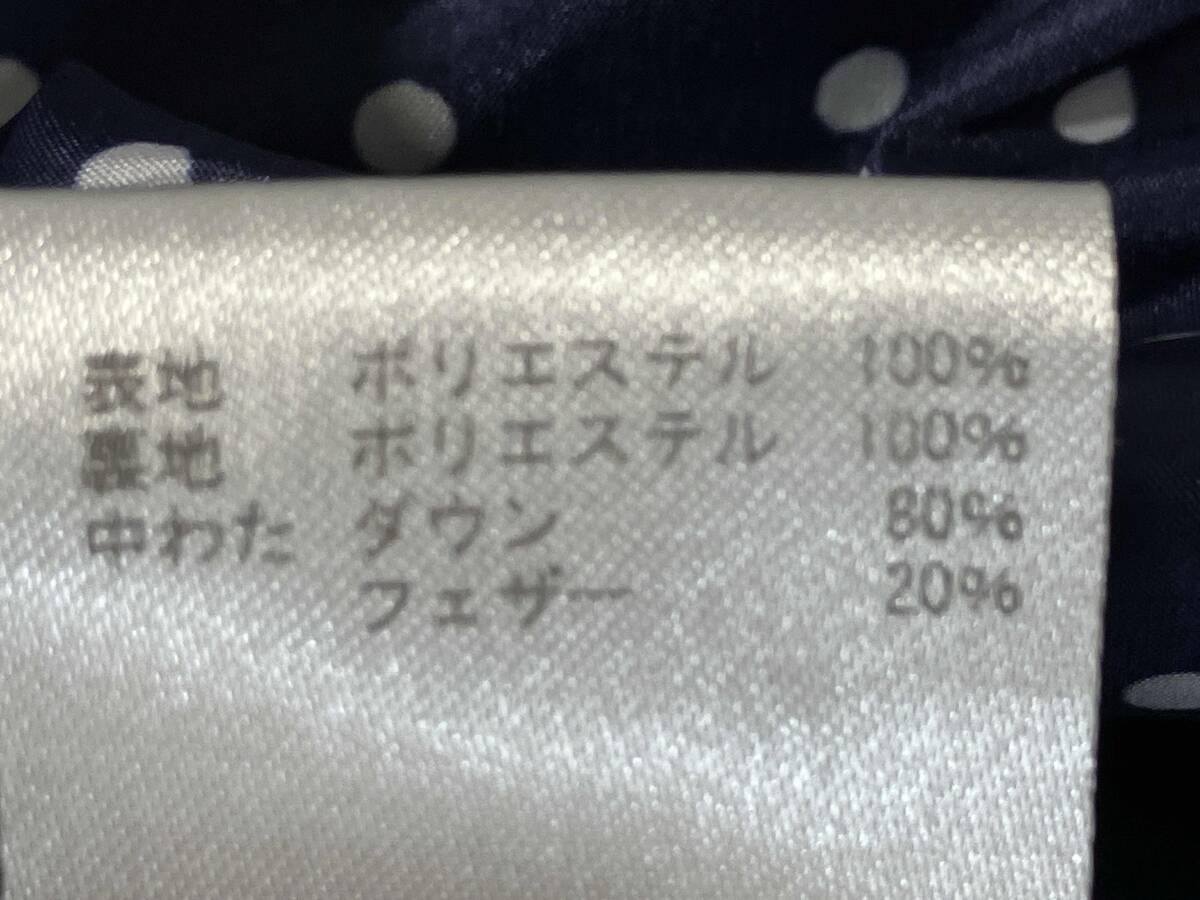 表地 ポリエステル 100%
裏地 ポリエステル 100%
中わた ダウン 80%
フェザー 20%